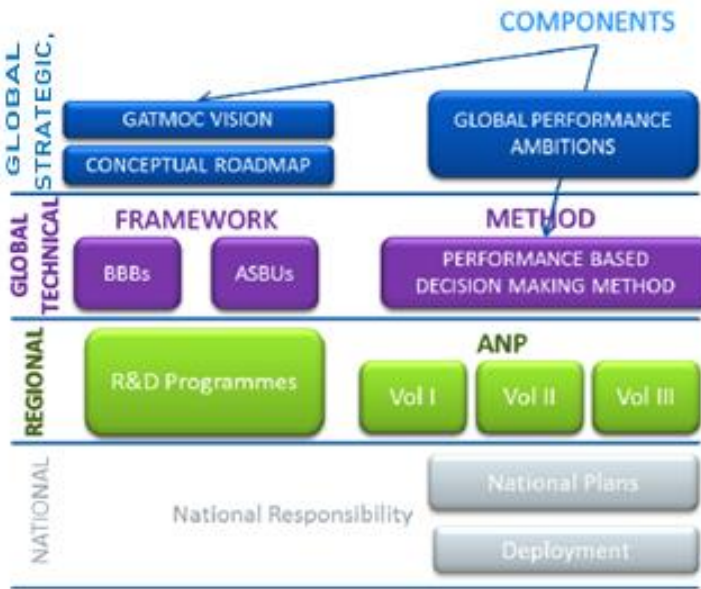 COMPONENTS
GLOBAL
STRATEGIC,
GATMOC VISION
CONCEPTUAL ROADMAP
GLOBAL PERFORMANCE
AMBITIONS
GLOBAL
TECHNICAL
FRAMEWORK
METHOD
BBBs
ASBUs
PERFORMANCE BASED
DECISION MAKING METHOD
REGIONAL
R&D Programmes
ANP
Vol I
Vol II
Vol III
NATIONAL
National Responsibility
National Plans
Deployment